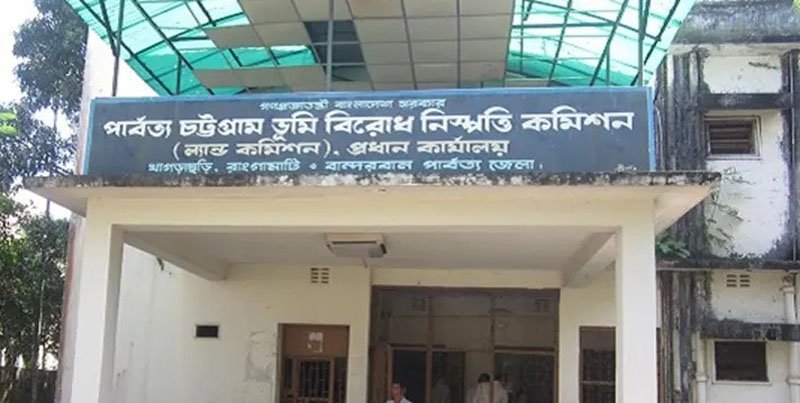 গণপ্রজাতন্ত্রী বাংলাদেশ সরকার
পার্বত্য চট্টগ্রাম ভূমি বিরোধ নিস্পত্তি কমিশন
(ল্যান্ড কমিশন), প্রধান কার্যালয়
খাগড়াছড়ি, রাংগামাটি ও বান্দরবান পার্বত্য জেলা।